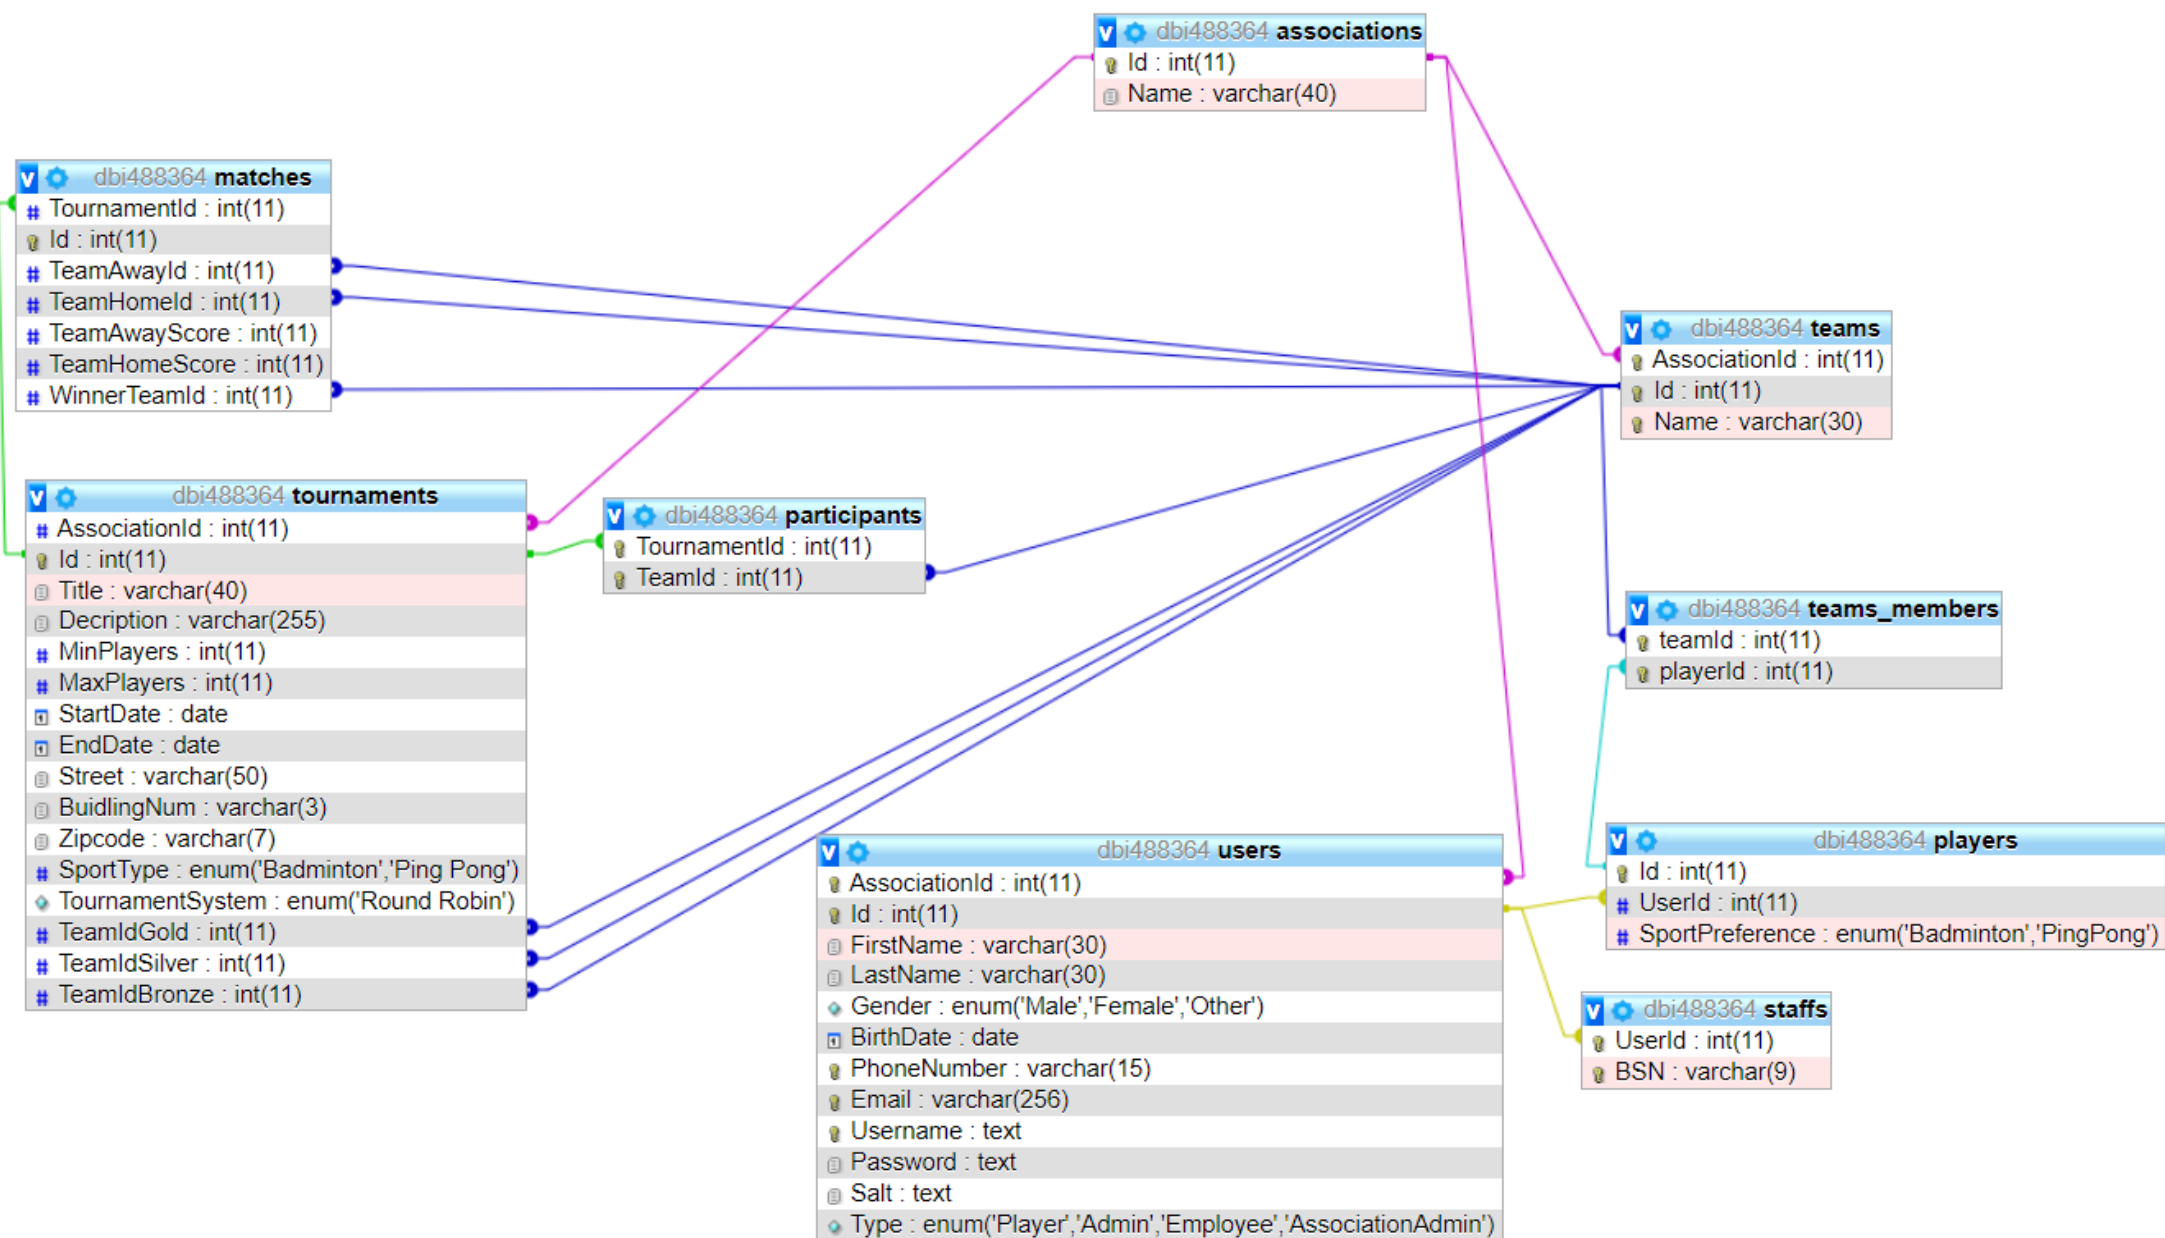 dbi488364 associations
Id : int(11)
Name : varchar(40)
dbi488364 matches
TournamentId : int(11)
Id : int(11)
TeamAwayId : int(11)
TeamHomeId : int(11)
TeamAwayScore : int(11)
TeamHomeScore : int(11)
WinnerTeamId : int(11)
dbi488364 teams
AssociationId : int(11)
Id : int(11)
Name : varchar(30)
dbi488364 tournaments
AssociationId : int(11)
Id : int(11)
Title : varchar(40)
Decription : varchar(255)
MinPlayers : int(11)
MaxPlayers : int(11)
StartDate : date
EndDate : date
Street : varchar(50)
BuidlingNum : varchar(3)
Zipcode : varchar(7)
SportType : enum('Badminton','Ping Pong')
TournamentSystem : enum('Round Robin')
TeamIdGold : int(11)
TeamIdSilver : int(11)
TeamIdBronze : int(11)
dbi488364 participants
TournamentId : int(11)
TeamId : int(11)
dbi488364 teams_members
teamId : int(11)
playerId : int(11)
dbi488364 users
AssociationId : int(11)
Id : int(11)
FirstName : varchar(30)
LastName : varchar(30)
Gender : enum('Male','Female','Other')
BirthDate : date
PhoneNumber : varchar(15)
Email : varchar(256)
Username : text
Password : text
Salt : text
Type : enum('Player','Admin','Employee','AssociationAdmin')
dbi488364 players
Id : int(11)
UserId : int(11)
SportPreference : enum('Badminton','PingPong')
dbi488364 staffs
UserId : int(11)
BSN : varchar(9)